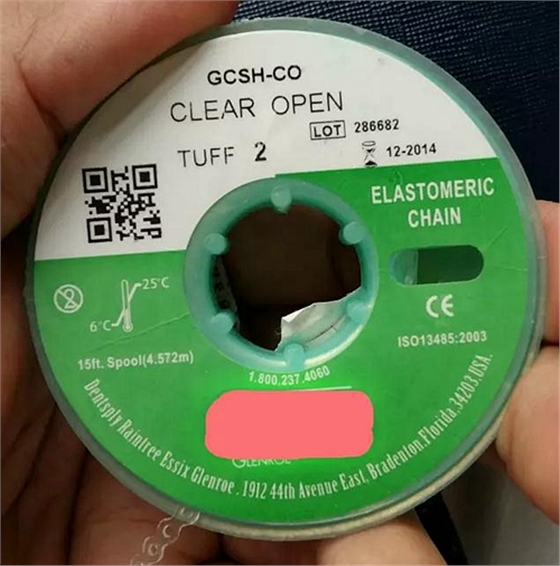 GCSH-CO
CLEAR OPEN
LOT 286682
TUFF 2
12-2014
ELASTOMERIC
CHAIN
25°C
6°C
CE
ISO13485:2003
15ft. Spool(4.572m)
1.800.237.4060
GLENROE
Dentsply Raintree Essix Glenroe . 1912 44th Avenue East, Bradenton, Florida, 34203, USA.